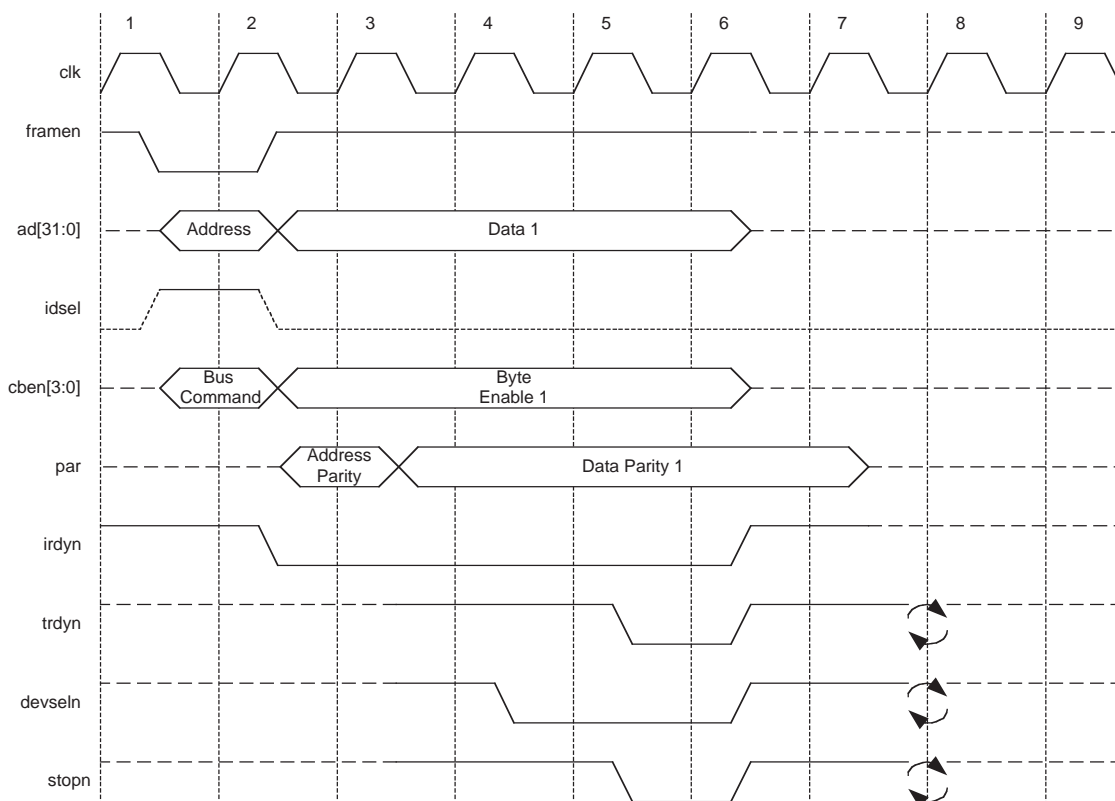 1 2 3 4 5 6 7 8 9
clk
framen
ad[31:0] Address Data 1
idsel
cben[3:0] Bus Command Byte Enable 1
par Address Parity Data Parity 1
irdyn
trdyn
devseln
stopn